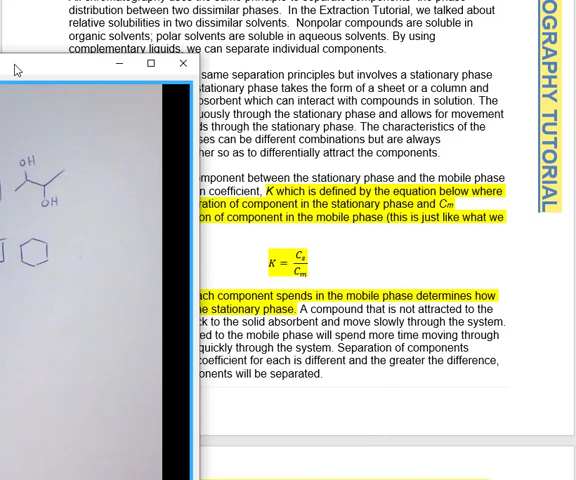 distribution between two dissimilar phases. In the Extraction Tutorial, we talked about
relative solubilities in two dissimilar solvents. Nonpolar compounds are soluble in
organic solvents; polar solvents are soluble in aqueous solvents. By using
complementary liquids, we can separate individual components.
same separation principles but involves a stationary phase
stationary phase takes the form of a sheet or a column and
sorbent which can interact with compounds in solution. The
uously through the stationary phase and allows for movement
ds through the stationary phase. The characteristics of the
ses can be different combinations but are always
her so as to differentially attract the components.
mponent between the stationary phase and the mobile phase
n coefficient, K which is defined by the equation below where
ration of component in the stationary phase and Cm
on of component in the mobile phase (this is just like what we
K = Cs/Cm
ach component spends in the mobile phase determines how
he stationary phase. A compound that is not attracted to the
ck to the solid absorbent and move slowly through the system.
ed to the mobile phase will spend more time moving through
quickly through the system. Separation of components
coefficient for each is different and the greater the difference,
onents will be separated.
OGRAPHY TUTORIAL
OH
OH